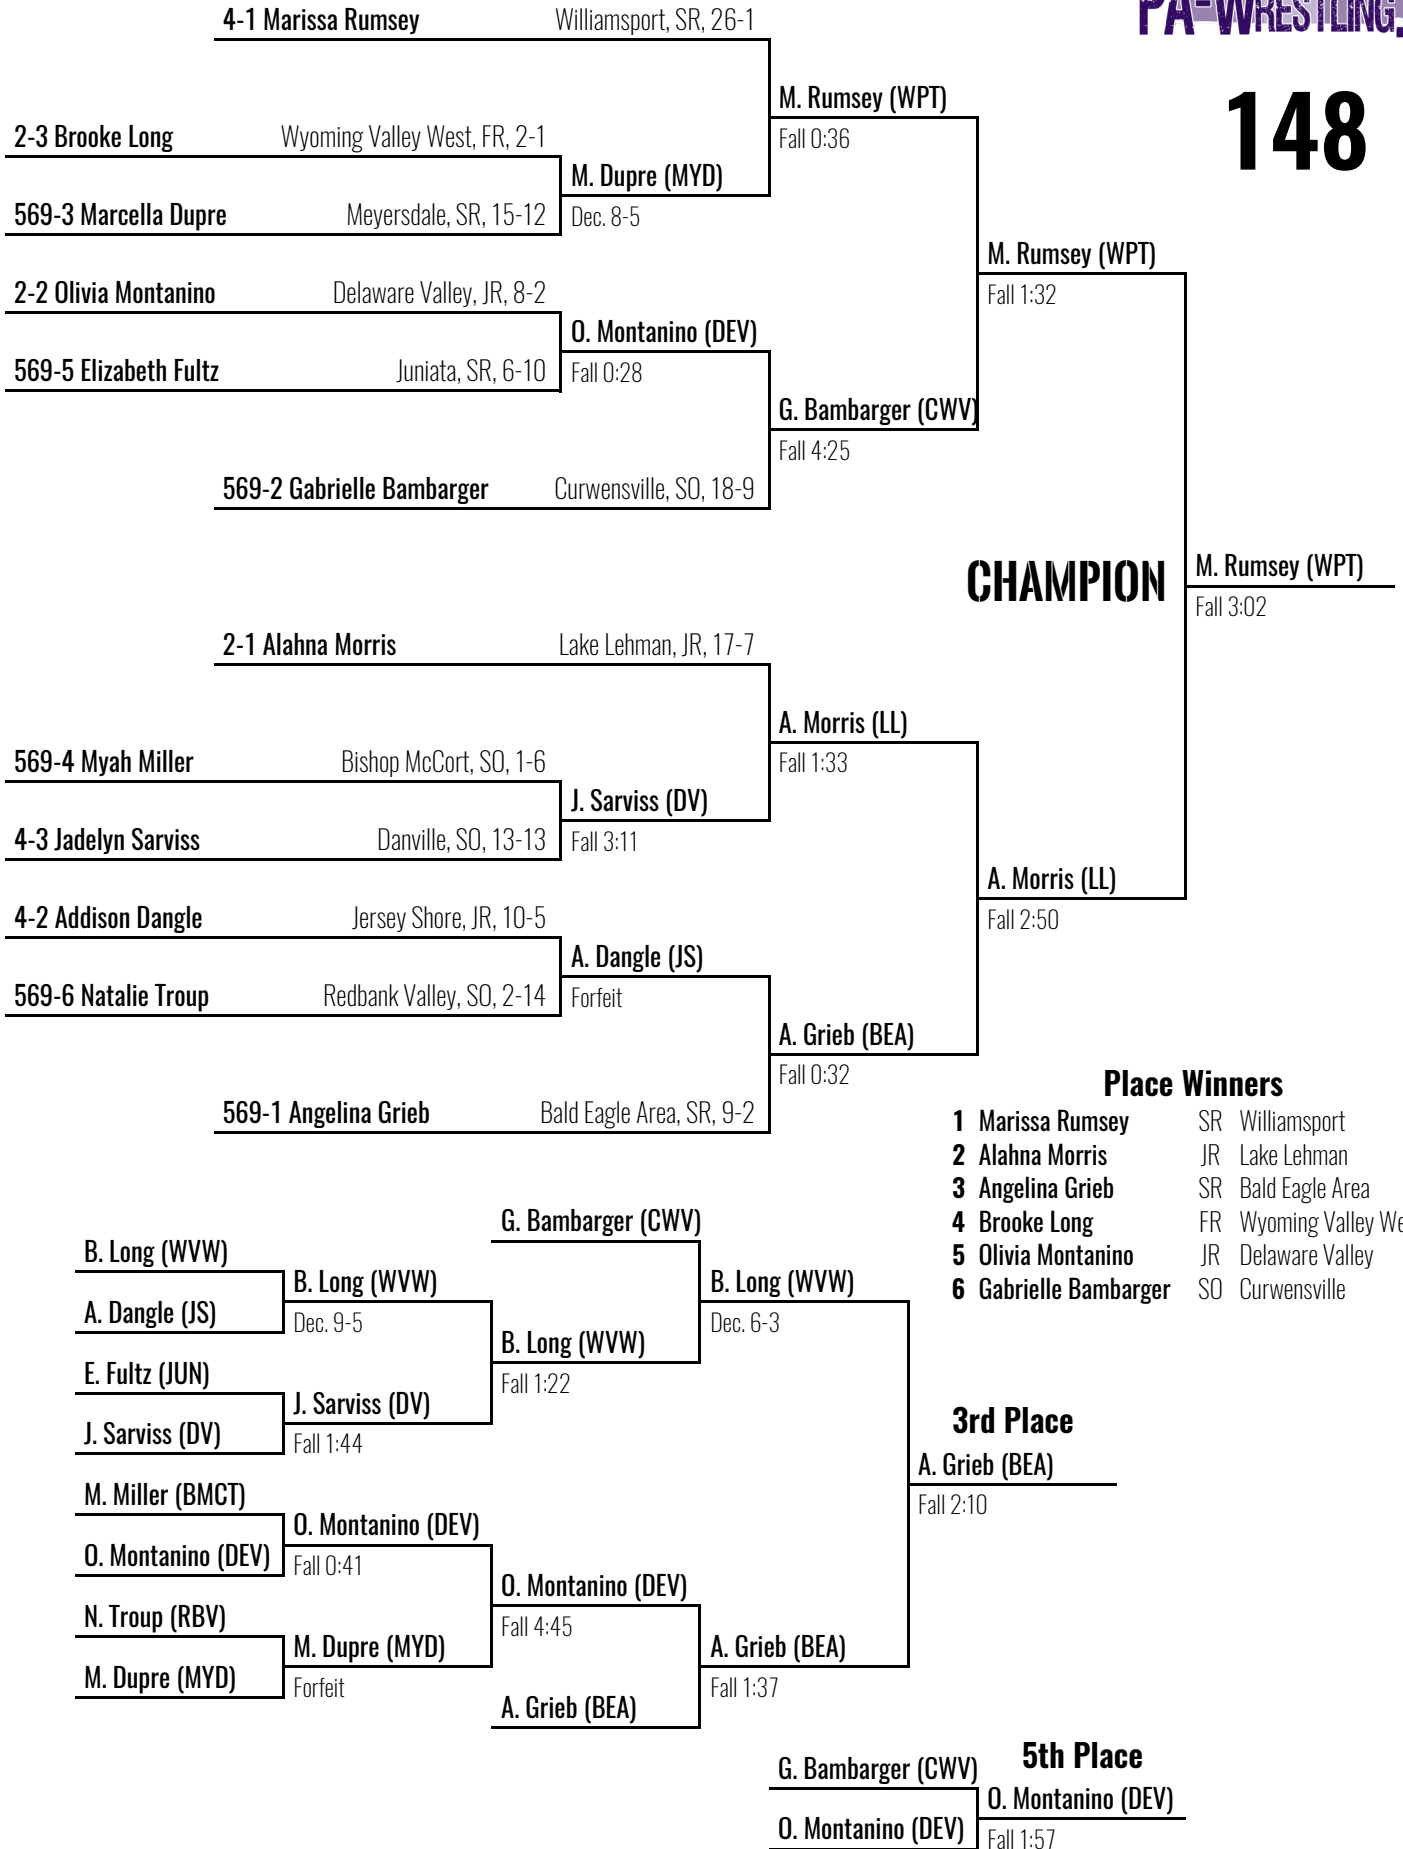 4-1 Marissa Rumsey Williamsport, SR, 26-1
PA-WRESTLING.
148
M. Rumsey (WPT)
Fall 0:36
2-3 Brooke Long Wyoming Valley West, FR, 2-1
M. Dupre (MYD)
Dec. 8-5
569-3 Marcella Dupre Meyersdale, SR, 15-12
M. Rumsey (WPT)
Fall 1:32
2-2 Olivia Montanino Delaware Valley, JR, 8-2
O. Montanino (DEV)
Fall 0:28
569-5 Elizabeth Fultz Juniata, SR, 6-10
G. Bambarger (CWV)
Fall 4:25
569-2 Gabrielle Bambarger Curwensville, SO, 18-9
CHAMPION
M. Rumsey (WPT)
Fall 3:02
2-1 Alahna Morris Lake Lehman, JR, 17-7
A. Morris (LL)
Fall 1:33
569-4 Myah Miller Bishop McCort, SO, 1-6
J. Sarviss (DV)
Fall 3:11
4-3 Jadelyn Sarviss Danville, SO, 13-13
A. Morris (LL)
Fall 2:50
4-2 Addison Dangle Jersey Shore, JR, 10-5
A. Dangle (JS)
Forfeit
569-6 Natalie Troup Redbank Valley, SO, 2-14
A. Grieb (BEA)
Fall 0:32
569-1 Angelina Grieb Bald Eagle Area, SR, 9-2
Place Winners
1 Marissa Rumsey SR Williamsport
2 Alahna Morris JR Lake Lehman
3 Angelina Grieb SR Bald Eagle Area
4 Brooke Long FR Wyoming Valley We
5 Olivia Montanino JR Delaware Valley
6 Gabrielle Bambarger SO Curwensville
G. Bambarger (CWV)
B. Long (WVW)
B. Long (WVW)
Dec. 9-5
A. Dangle (JS)
B. Long (WVW)
Dec. 6-3
B. Long (WVW)
Fall 1:22
E. Fultz (JUN)
J. Sarviss (DV)
Fall 1:44
J. Sarviss (DV)
3rd Place
A. Grieb (BEA)
Fall 2:10
M. Miller (BMCT)
O. Montanino (DEV)
Fall 0:41
O. Montanino (DEV)
O. Montanino (DEV)
Fall 4:45
N. Troup (RBV)
M. Dupre (MYD)
Forfeit
M. Dupre (MYD)
A. Grieb (BEA)
Fall 1:37
A. Grieb (BEA)
5th Place
G. Bambarger (CWV)
O. Montanino (DEV)
Fall 1:57
O. Montanino (DEV)